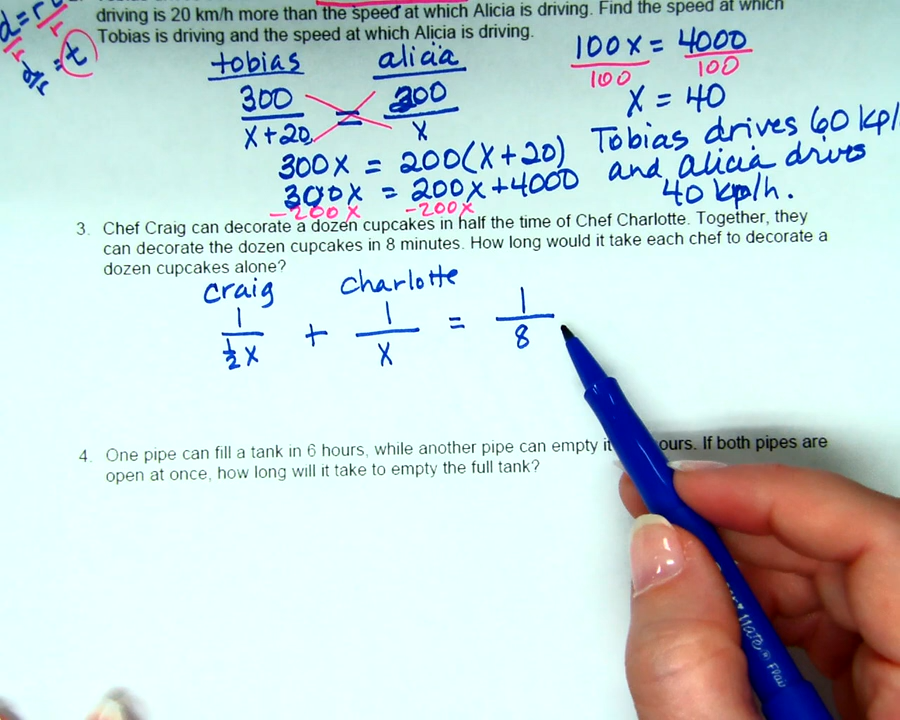 driving is 20 km/h more than the speed at which Alicia is driving. Find the speed at which
Tobias is driving and the speed at which Alicia is driving.
d = r
r r
d/r = t
tobias alicia
300/x+20 = 200/x
300x = 200(x+20)
300x = 200x+4000
-200x -200x
100x = 4000
100 100
x = 40
Tobias drives 60 kp/
and alicia drives
40 kp/h.
3. Chef Craig can decorate a dozen cupcakes in half the time of Chef Charlotte. Together, they
can decorate the dozen cupcakes in 8 minutes. How long would it take each chef to decorate a
dozen cupcakes alone?
Craig Charlotte
1/½x + 1/x = 1/8
4. One pipe can fill a tank in 6 hours, while another pipe can empty it ours. If both pipes are
open at once, how long will it take to empty the full tank?
Mate Flair